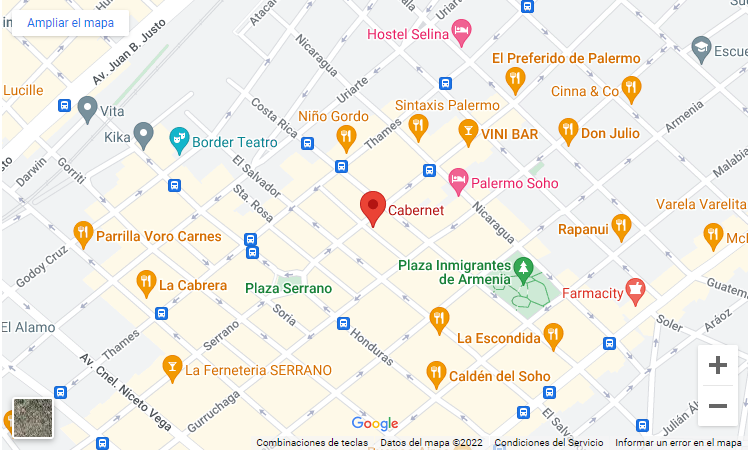 Ampliar el mapa
Av. Juan B. Justo
Atacal
Nicaragua
Uriarte
Hostel Selina
El Preferido de Palermo
Escue
Lucille
Cinna & Co
Armenia
Vita
Costa Rica
Uriarte
Sintaxis Palermo
Niño Gordo
Thames
VINI BAR
Don Julio
Kika
Border Teatro
Malabia
Darwin
Gorriti
El Salvador
Palermo Soho
Sta. Rosa
Cabernet
Nicaragua
Varela Varelita
Parrilla Voro Carnes
Rapanui
Godoy Cruz
Plaza Inmigrantes
de Armenia
La Cabrera
Plaza Serrano
Farmacity
Guatem
Soria
El Alamo
Thames
Serrano
Honduras
La Escondida
Soler
Aráoz
Av. Cnel. Niceto Vega
La Ferneteria SERRANO
Caldén del Soho
Gurruchaga
El Salvador
Julián Álv
Google
Combinaciones de teclas
Datos del mapa ©2022
Condiciones del Servicio
Informar un error en el mapa